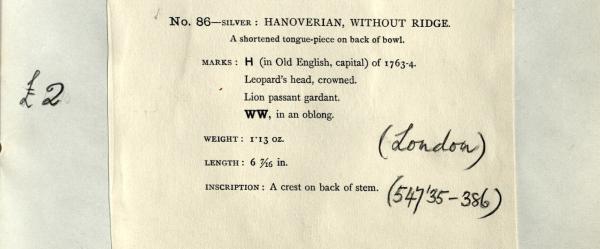 No. 86—SILVER: HANOVERIAN, WITHOUT RIDGE.
A shortened tongue-piece on back of bowl.
£2
MARKS: H (in Old English, capital) of 1763-4.
Leopard's head, crowned.
Lion passant gardant.
WW, in an oblong.
WEIGHT: 1·13 oz.
(London)
LENGTH: 6 7/16 in.
INSCRIPTION: A crest on back of stem.
(547'35-386)